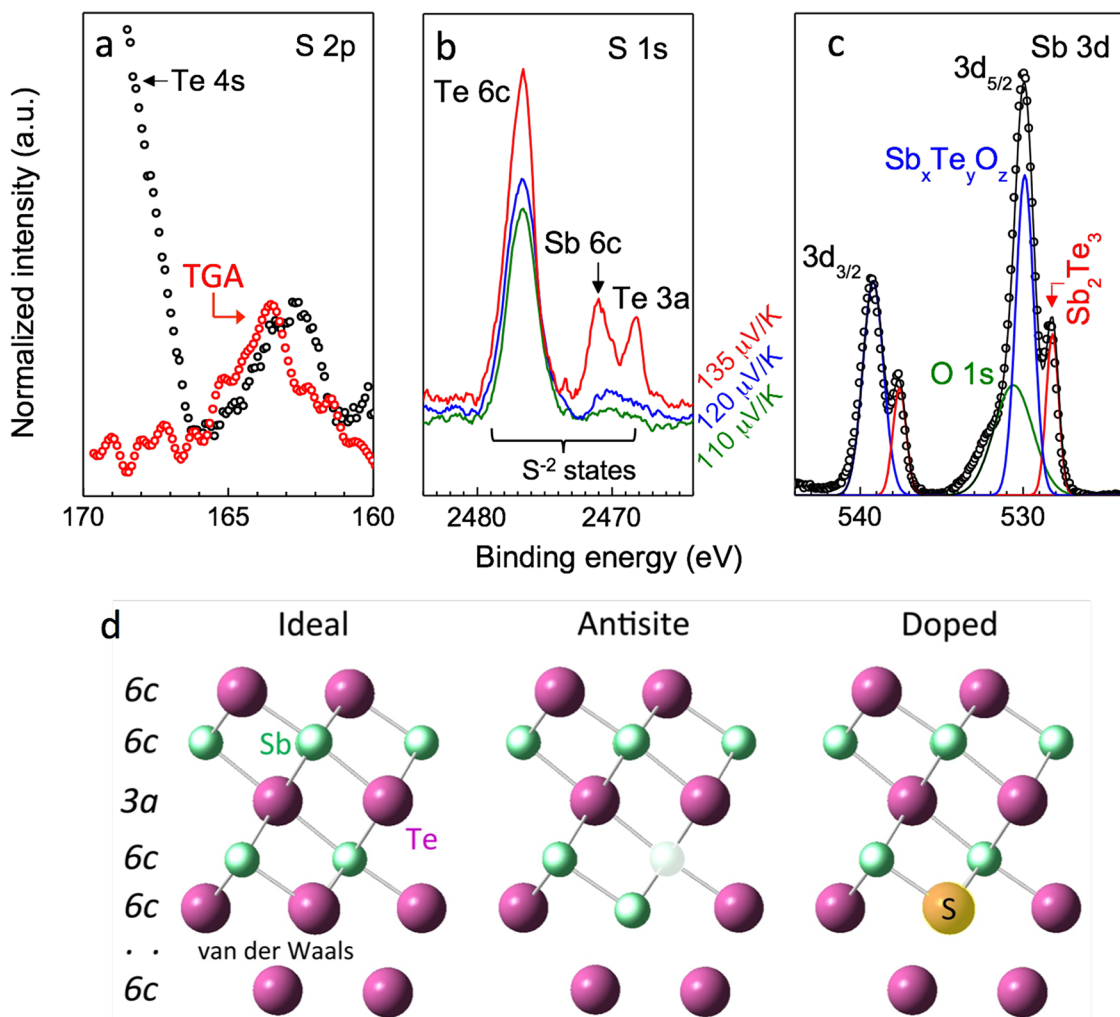 a
S 2p
Te 4s
TGA
170
165
160
b
S 1s
Te 6c
Sb 6c
Te 3a
135 μV/K
120 μV/K
110 μV/K
S⁻² states
2480
2470
c
Sb 3d
3d₅/₂
SbₓTeᵧO_z
3d₃/₂
Sb₂Te₃
O 1s
540
530
Normalized intensity (a.u.)
Binding energy (eV)
d
Ideal
Antisite
Doped
6c
6c
Sb
3a
Te
6c
6c
S
. .
van der Waals
6c